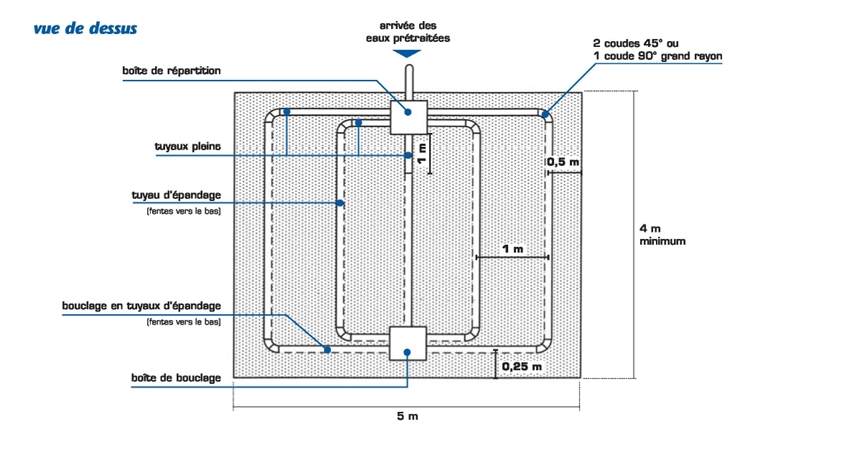 vue de dessus
arrivée des
eaux prétraitées
2 coudes 45° ou
1 coude 90° grand rayon
boîte de répartition
tuyaux pleins
1 m
0,5 m
tuyau d'épandage
(fentes vers le bas)
4 m
minimum
1 m
bouclage en tuyaux d'épandage
(fentes vers le bas)
0,25 m
boîte de bouclage
5 m